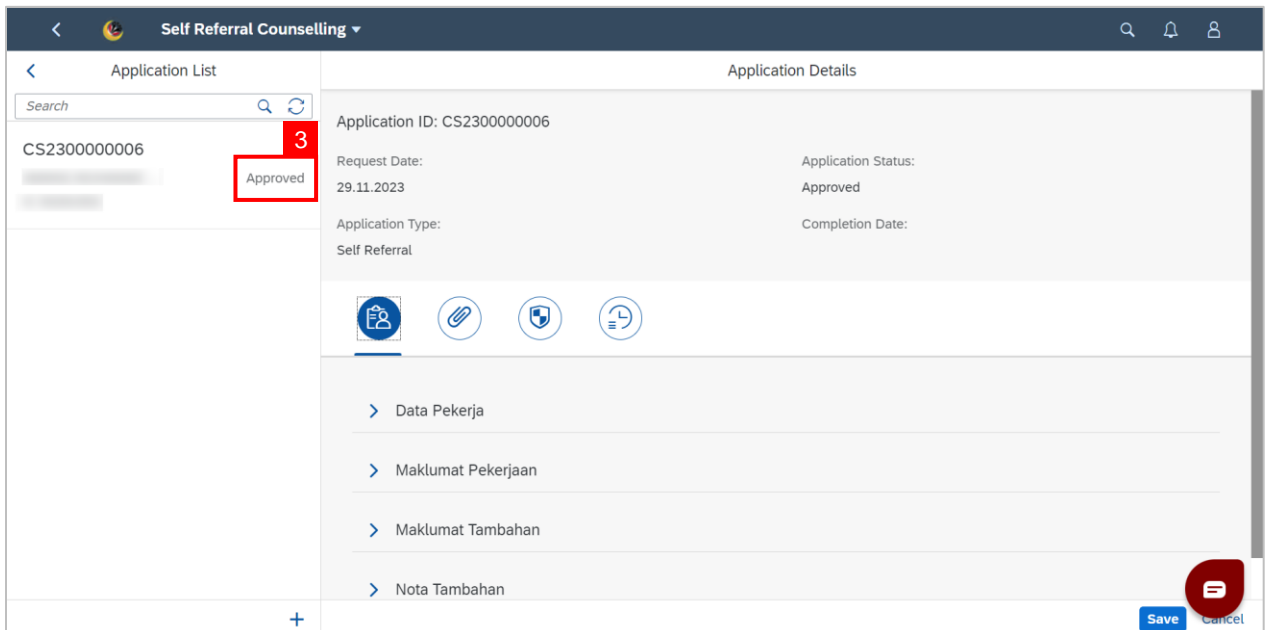 Self Referral Counselling
Application List
Application Details
Search
3
CS2300000006
Approved
Application ID: CS2300000006
Request Date:
Application Status:
29.11.2023
Approved
Application Type:
Completion Date:
Self Referral
Data Pekerja
Maklumat Pekerjaan
Maklumat Tambahan
Nota Tambahan
+
Save Cancel